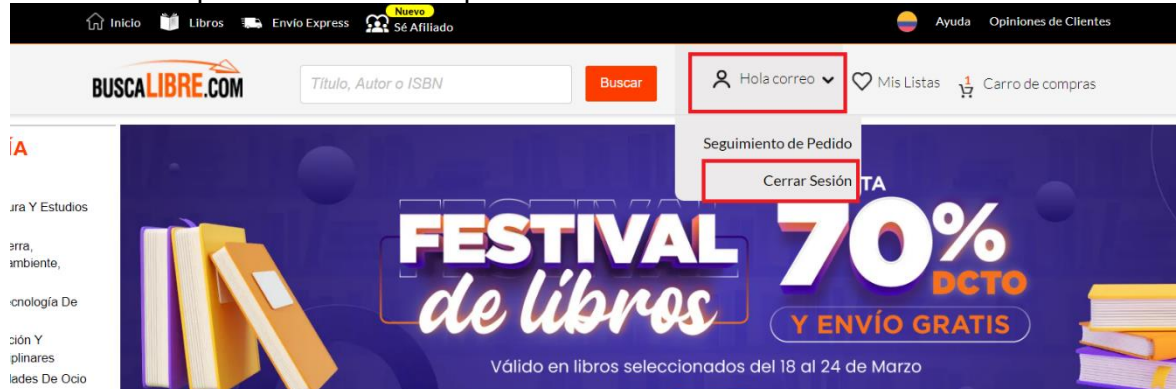 Inicio Libros Envío Express Nuevo Sé Afiliado Ayuda Opiniones de Clientes
BUSCALIBRE.COM Título, Autor o ISBN Buscar Hola correo Mis Listas 1 Carro de compras
Seguimiento de Pedido
Cerrar Sesión
ÍA
ura Y Estudios
erra,
ambiente,
cnología De
ción Y
plinares
dades De Ocio
FESTIVAL
de libros
TA
70%
DCTO
Y ENVÍO GRATIS
Válido en libros seleccionados del 18 al 24 de Marzo